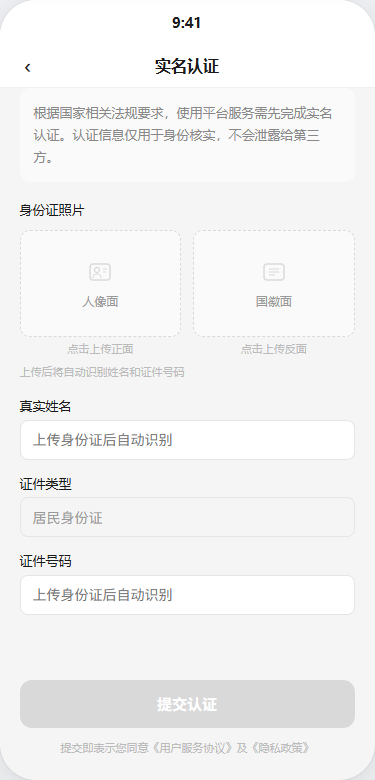 9:41
‹ 实名认证
根据国家相关法规要求，使用平台服务需先完成实名
认证。认证信息仅用于身份核实，不会泄露给第三
方。
身份证照片
人像面 国徽面
点击上传正面 点击上传反面
上传后将自动识别姓名和证件号码
真实姓名
上传身份证后自动识别
证件类型
居民身份证
证件号码
上传身份证后自动识别
提交认证
提交即表示您同意《用户服务协议》及《隐私政策》